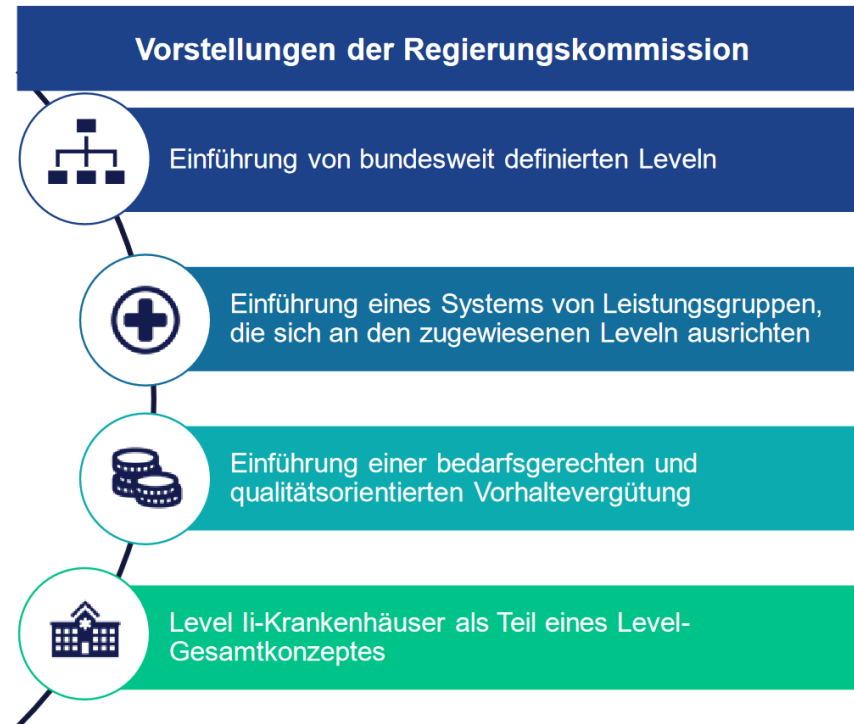 Vorstellungen der Regierungskommission
Einführung von bundesweit definierten Leveln
Einführung eines Systems von Leistungsgruppen,
die sich an den zugewiesenen Leveln ausrichten
Einführung einer bedarfsgerechten und
qualitätsorientierten Vorhaltevergütung
Level Ii-Krankenhäuser als Teil eines Level-
Gesamtkonzeptes